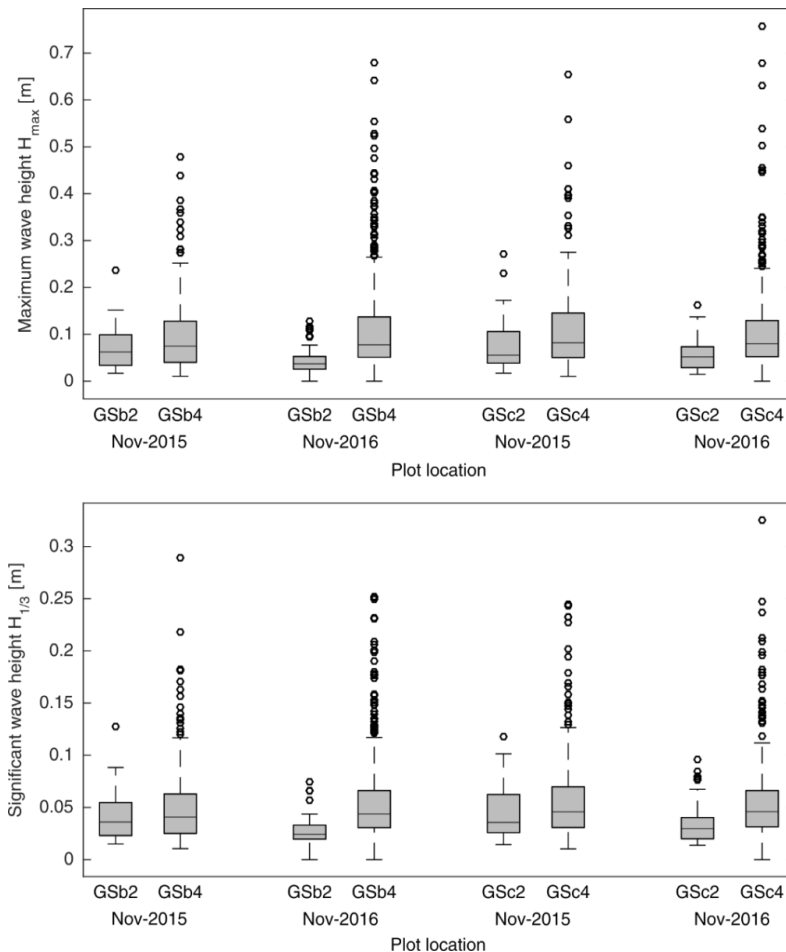 Maximum wave height Hmax [m]
0.7
0.6
0.5
0.4
0.3
0.2
0.1
0
GSb2 GSb4 GSb2 GSb4 GSc2 GSc4 GSc2 GSc4
Nov-2015 Nov-2016 Nov-2015 Nov-2016
Plot location
Significant wave height H1/3 [m]
0.3
0.25
0.2
0.15
0.1
0.05
0
GSb2 GSb4 GSb2 GSb4 GSc2 GSc4 GSc2 GSc4
Nov-2015 Nov-2016 Nov-2015 Nov-2016
Plot location